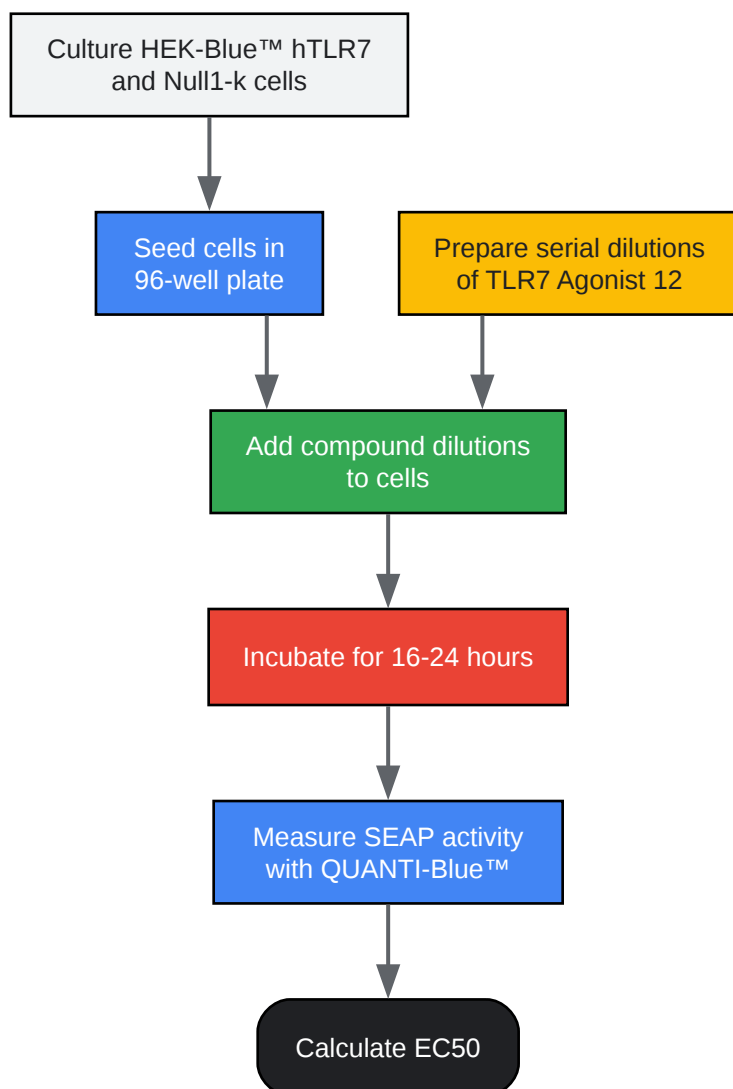 Culture HEK-Blue™ hTLR7
and Null1-k cells
Seed cells in
96-well plate
Prepare serial dilutions
of TLR7 Agonist 12
Add compound dilutions
to cells
Incubate for 16-24 hours
Measure SEAP activity
with QUANTI-Blue™
Calculate EC50